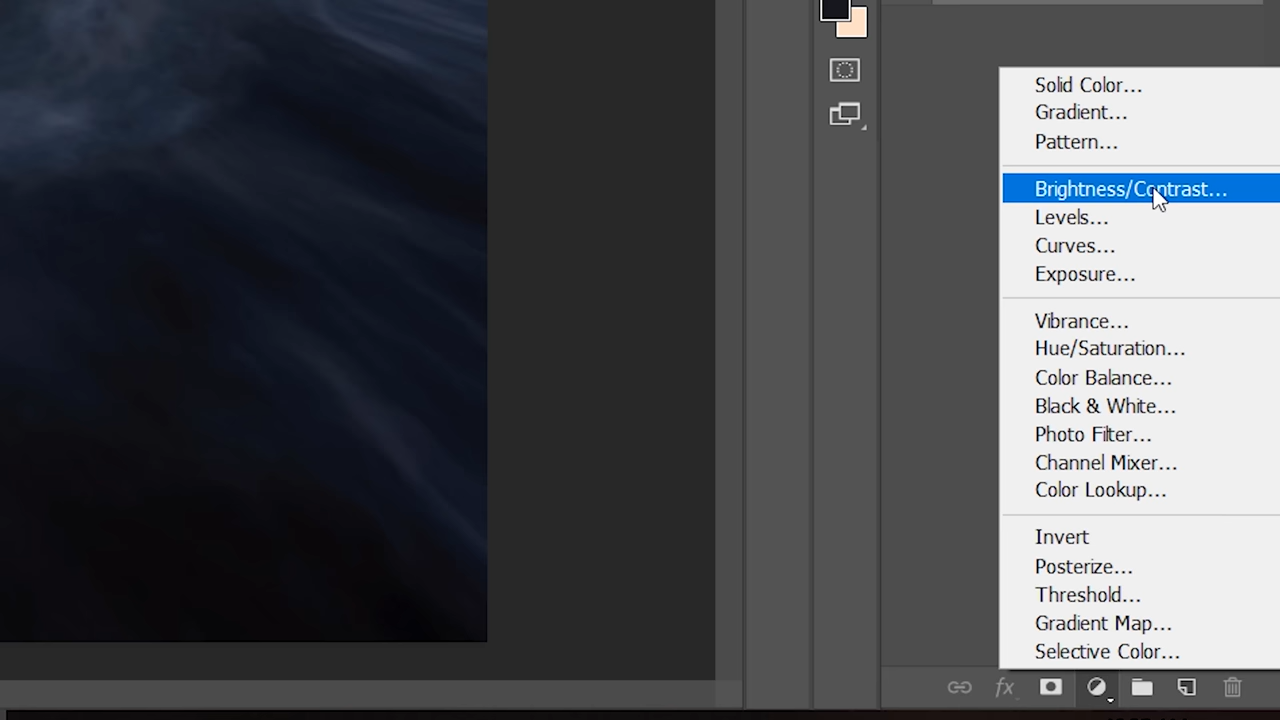 Solid Color...
Gradient...
Pattern...
Brightness/Contrast...
Levels...
Curves...
Exposure...
Vibrance...
Hue/Saturation...
Color Balance...
Black & White...
Photo Filter...
Channel Mixer...
Color Lookup...
Invert
Posterize...
Threshold...
Gradient Map...
Selective Color...
fx